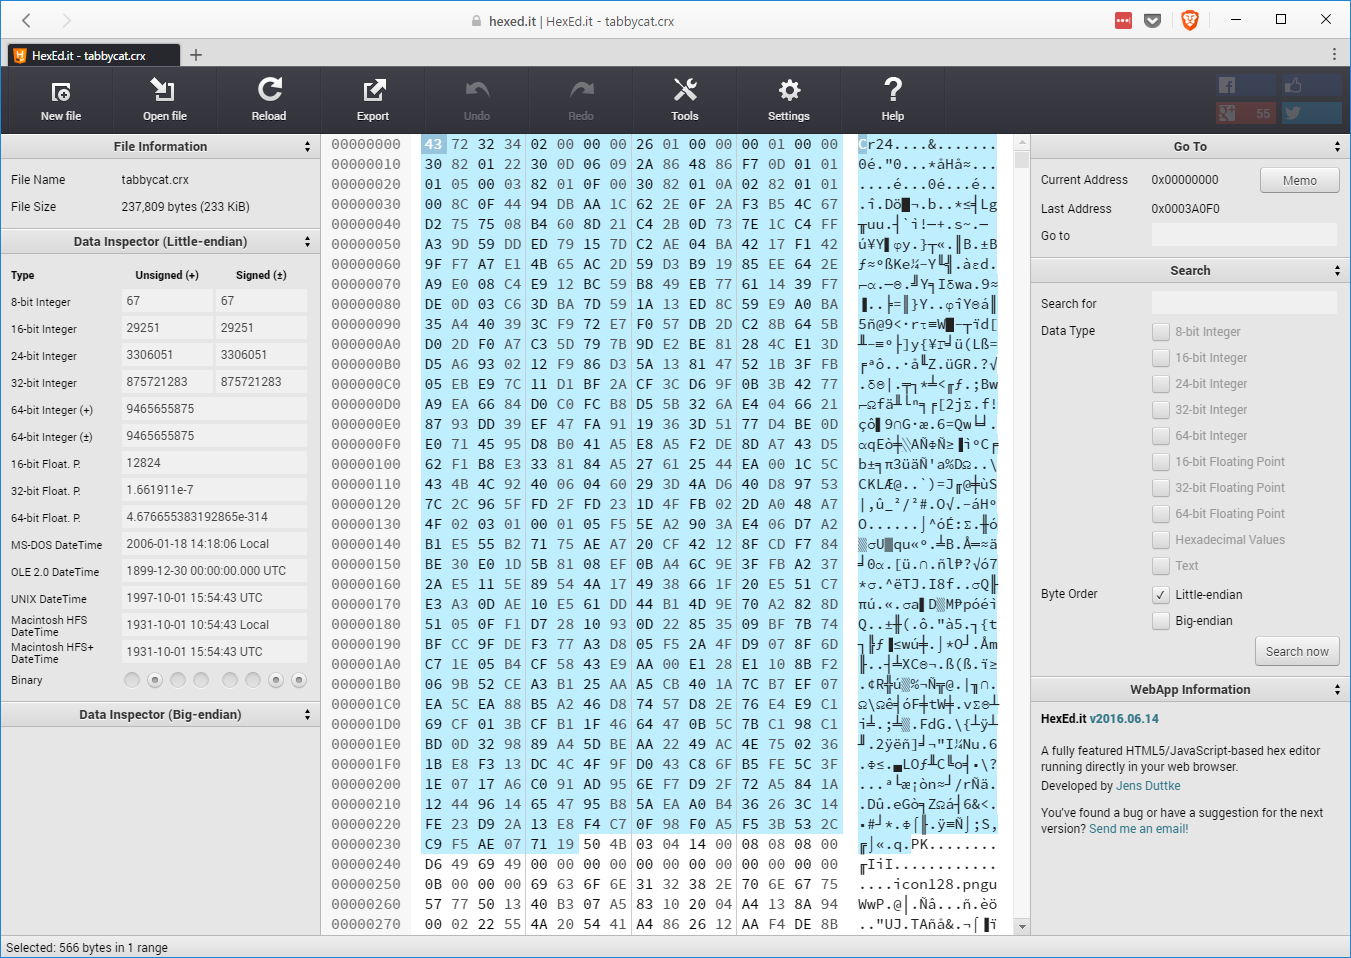 hexed.it | HexEd.it - tabbycat.crx
HexEd.it - tabbycat.crx
New file Open file Reload Export Undo Redo Tools Settings Help
55
File Information
File Name tabbycat.crx
File Size 237,809 bytes (233 KiB)
Data Inspector (Little-endian)
Type Unsigned (+) Signed (±)
8-bit Integer 67 67
16-bit Integer 29251 29251
24-bit Integer 3306051 3306051
32-bit Integer 875721283 875721283
64-bit Integer (+) 9465655875
64-bit Integer (±) 9465655875
16-bit Float. P. 12824
32-bit Float. P. 1.661911e-7
64-bit Float. P. 4.676655383192865e-314
MS-DOS DateTime 2006-01-18 14:18:06 Local
OLE 2.0 DateTime 1899-12-30 00:00:00.000 UTC
UNIX DateTime 1997-10-01 15:54:43 UTC
Macintosh HFS DateTime 1931-10-01 15:54:43 Local
Macintosh HFS+ DateTime 1931-10-01 15:54:43 UTC
Binary
Data Inspector (Big-endian)
00000000 43 72 32 34 02 00 00 00 26 01 00 00 00 01 00 00 Cr24....&.......
00000010 30 82 01 22 30 0D 06 09 2A 86 48 86 F7 0D 01 01 0é."0...*åHå≈...
00000020 01 05 00 03 82 01 0F 00 30 82 01 0A 02 82 01 01 ....é...0é...é..
00000030 00 8C 0F 44 94 DB AA 1C 62 2E 0F 2A F3 B5 4C 67
00000040 D2 75 75 08 B4 60 8D 21 C4 2B 0D 73 7E 1C C4 FF
00000050 A3 9D 59 DD ED 79 15 7D C2 AE 04 BA 42 17 F1 42
00000060 9F F7 A7 E1 4B 65 AC 2D 59 D3 B9 19 85 EE 64 2E
00000070 A9 E0 08 C4 E9 12 BC 59 B8 49 EB 77 61 14 39 F7
00000080 DE 0D 03 C6 3D BA 7D 59 1A 13 ED 8C 59 E9 A0 BA
00000090 35 A4 40 39 3C F9 72 E7 F0 57 DB 2D C2 8B 64 5B
000000A0 D0 2D F0 A7 C3 5D 79 7B 9D E2 BE 81 28 4C E1 3D
000000B0 D5 A6 93 02 12 F9 86 D3 5A 13 81 47 52 1B 3F FB
000000C0 05 EB E9 7C 11 D1 BF 2A CF 3C D6 9F 0B 3B 42 77
000000D0 A9 EA 66 84 D0 C0 FC B8 D5 5B 32 6A E4 04 66 21
000000E0 87 93 DD 39 EF 47 FA 91 19 36 3D 51 77 D4 BE 0D
000000F0 E0 71 45 95 D8 B0 41 A5 E8 A5 F2 DE 8D A7 43 D5
00000100 62 F1 B8 E3 33 81 84 A5 27 61 25 44 EA 00 1C 5C
00000110 43 4B 4C 92 40 06 04 60 29 3D 4A D6 40 D8 97 53
00000120 7C 2C 96 5F FD 2F FD 23 1D 4F FB 02 2D A0 48 A7
00000130 4F 02 03 01 00 01 05 F5 5E A2 90 3A E4 06 D7 A2
00000140 B1 E5 55 B2 71 75 AE A7 20 CF 42 12 8F CD F7 84
00000150 BE 30 E0 1D 5B 81 08 EF 0B A4 6C 9E 3F FB A2 37
00000160 2A E5 11 5E 89 54 4A 17 49 38 66 1F 20 E5 51 C7
00000170 E3 A3 0D AE 10 E5 61 DD 44 B1 4D 9E 70 A2 82 8D
00000180 51 05 0F F1 D7 28 10 93 0D 22 85 35 09 BF 7B 74
00000190 BF CC 9F DE F3 77 A3 D8 05 F5 2A 4F D9 07 8F 6D
000001A0 C7 1E 05 B4 CF 58 43 E9 AA 00 E1 28 E1 10 8B F2
000001B0 06 9B 52 CE A3 B1 25 AA A5 CB 40 1A 7C B7 EF 07
000001C0 EA 5C EA 88 B5 A2 46 D8 74 57 D8 2E 76 E4 E9 C1
000001D0 69 CF 01 3B CF B1 1F 46 64 47 0B 5C 7B C1 98 C1
000001E0 BD 0D 32 98 89 A4 5D BE AA 22 49 AC 4E 75 02 36
000001F0 1B E8 F3 13 DC 4C 4F 9F D0 43 C8 6F B5 FE 5C 3F
00000200 1E 07 17 A6 C0 91 AD 95 6E F7 D9 2F 72 A5 84 1A
00000210 12 44 96 14 65 47 95 B8 5A EA A0 B4 36 26 3C 14
00000220 FE 23 D9 2A 13 E8 F4 C7 0F 98 F0 A5 F5 3B 53 2C
00000230 C9 F5 AE 07 71 19 50 4B 03 04 14 00 08 08 08 00
00000240 D6 49 69 49 00 00 00 00 00 00 00 00 00 00 00 00
00000250 0B 00 00 00 69 63 6F 6E 31 32 38 2E 70 6E 67 75 ....icon128.pngu
00000260 57 77 50 13 40 B3 07 A5 83 10 20 04 A4 13 8A 94
00000270 00 02 22 55 4A 20 54 41 A4 86 26 12 AA F4 DE 8B
Go To
Current Address 0x00000000 Memo
Last Address 0x0003A0F0
Go to
Search
Search for
Data Type 8-bit Integer
16-bit Integer
24-bit Integer
32-bit Integer
64-bit Integer
16-bit Floating Point
32-bit Floating Point
64-bit Floating Point
Hexadecimal Values
Text
Byte Order Little-endian
Big-endian
Search now
WebApp Information
HexEd.it v2016.06.14
A fully featured HTML5/JavaScript-based hex editor
running directly in your web browser.
Developed by Jens Duttke
You've found a bug or have a suggestion for the next
version? Send me an email!
Selected: 566 bytes in 1 range